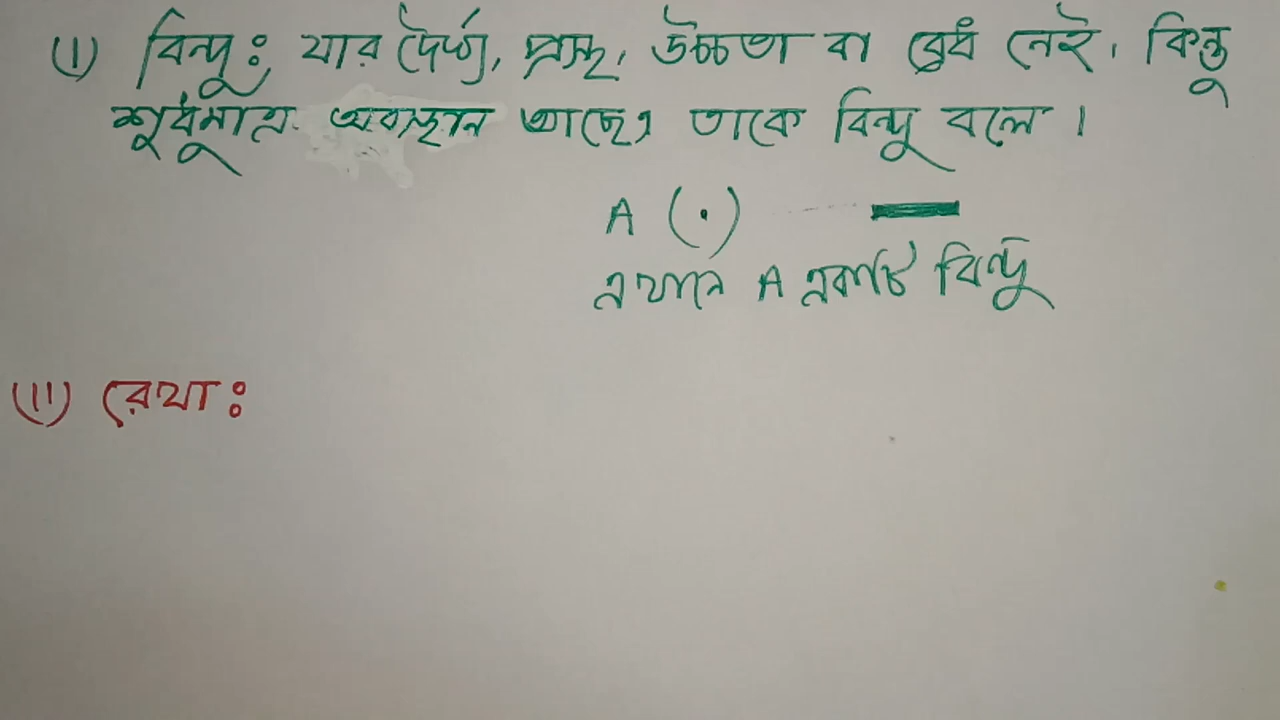 (I) বিন্দু: যার দৈর্ঘ্য, প্রস্থ, উচ্চতা বা বেধ নেই, কিন্তু
শুধুমাত্র অবস্থান আছে, তাকে বিন্দু বলে ।
A (·)
এখানে A একটি বিন্দু
(II) রেখা: